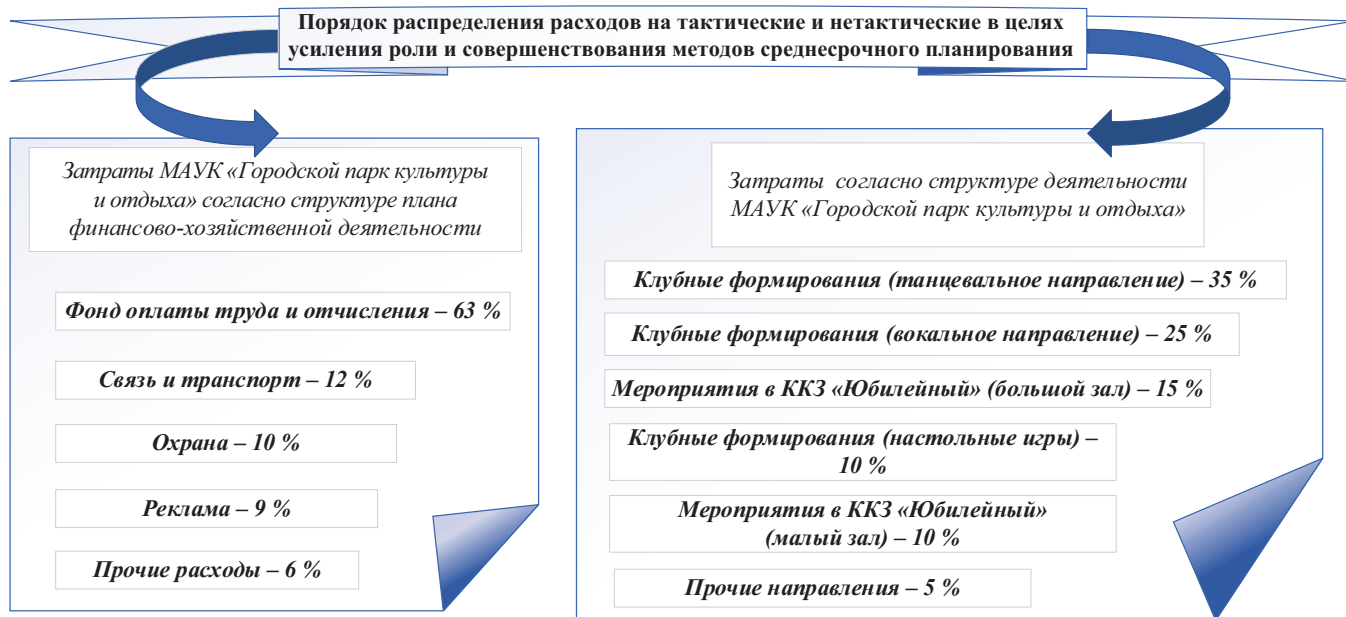 Порядок распределения расходов на тактические и нетактические в целях
усиления роли и совершенствования методов среднесрочного планирования
Затраты МАУК «Городской парк культуры
и отдыха» согласно структуре плана
финансово-хозяйственной деятельности
Фонд оплаты труда и отчисления – 63 %
Связь и транспорт – 12 %
Охрана – 10 %
Реклама – 9 %
Прочие расходы – 6 %
Затраты согласно структуре деятельности
МАУК «Городской парк культуры и отдыха»
Клубные формирования (танцевальное направление) – 35 %
Клубные формирования (вокальное направление) – 25 %
Мероприятия в ККЗ «Юбилейный» (большой зал) – 15 %
Клубные формирования (настольные игры) –
10 %
Мероприятия в ККЗ «Юбилейный»
(малый зал) – 10 %
Прочие направления – 5 %